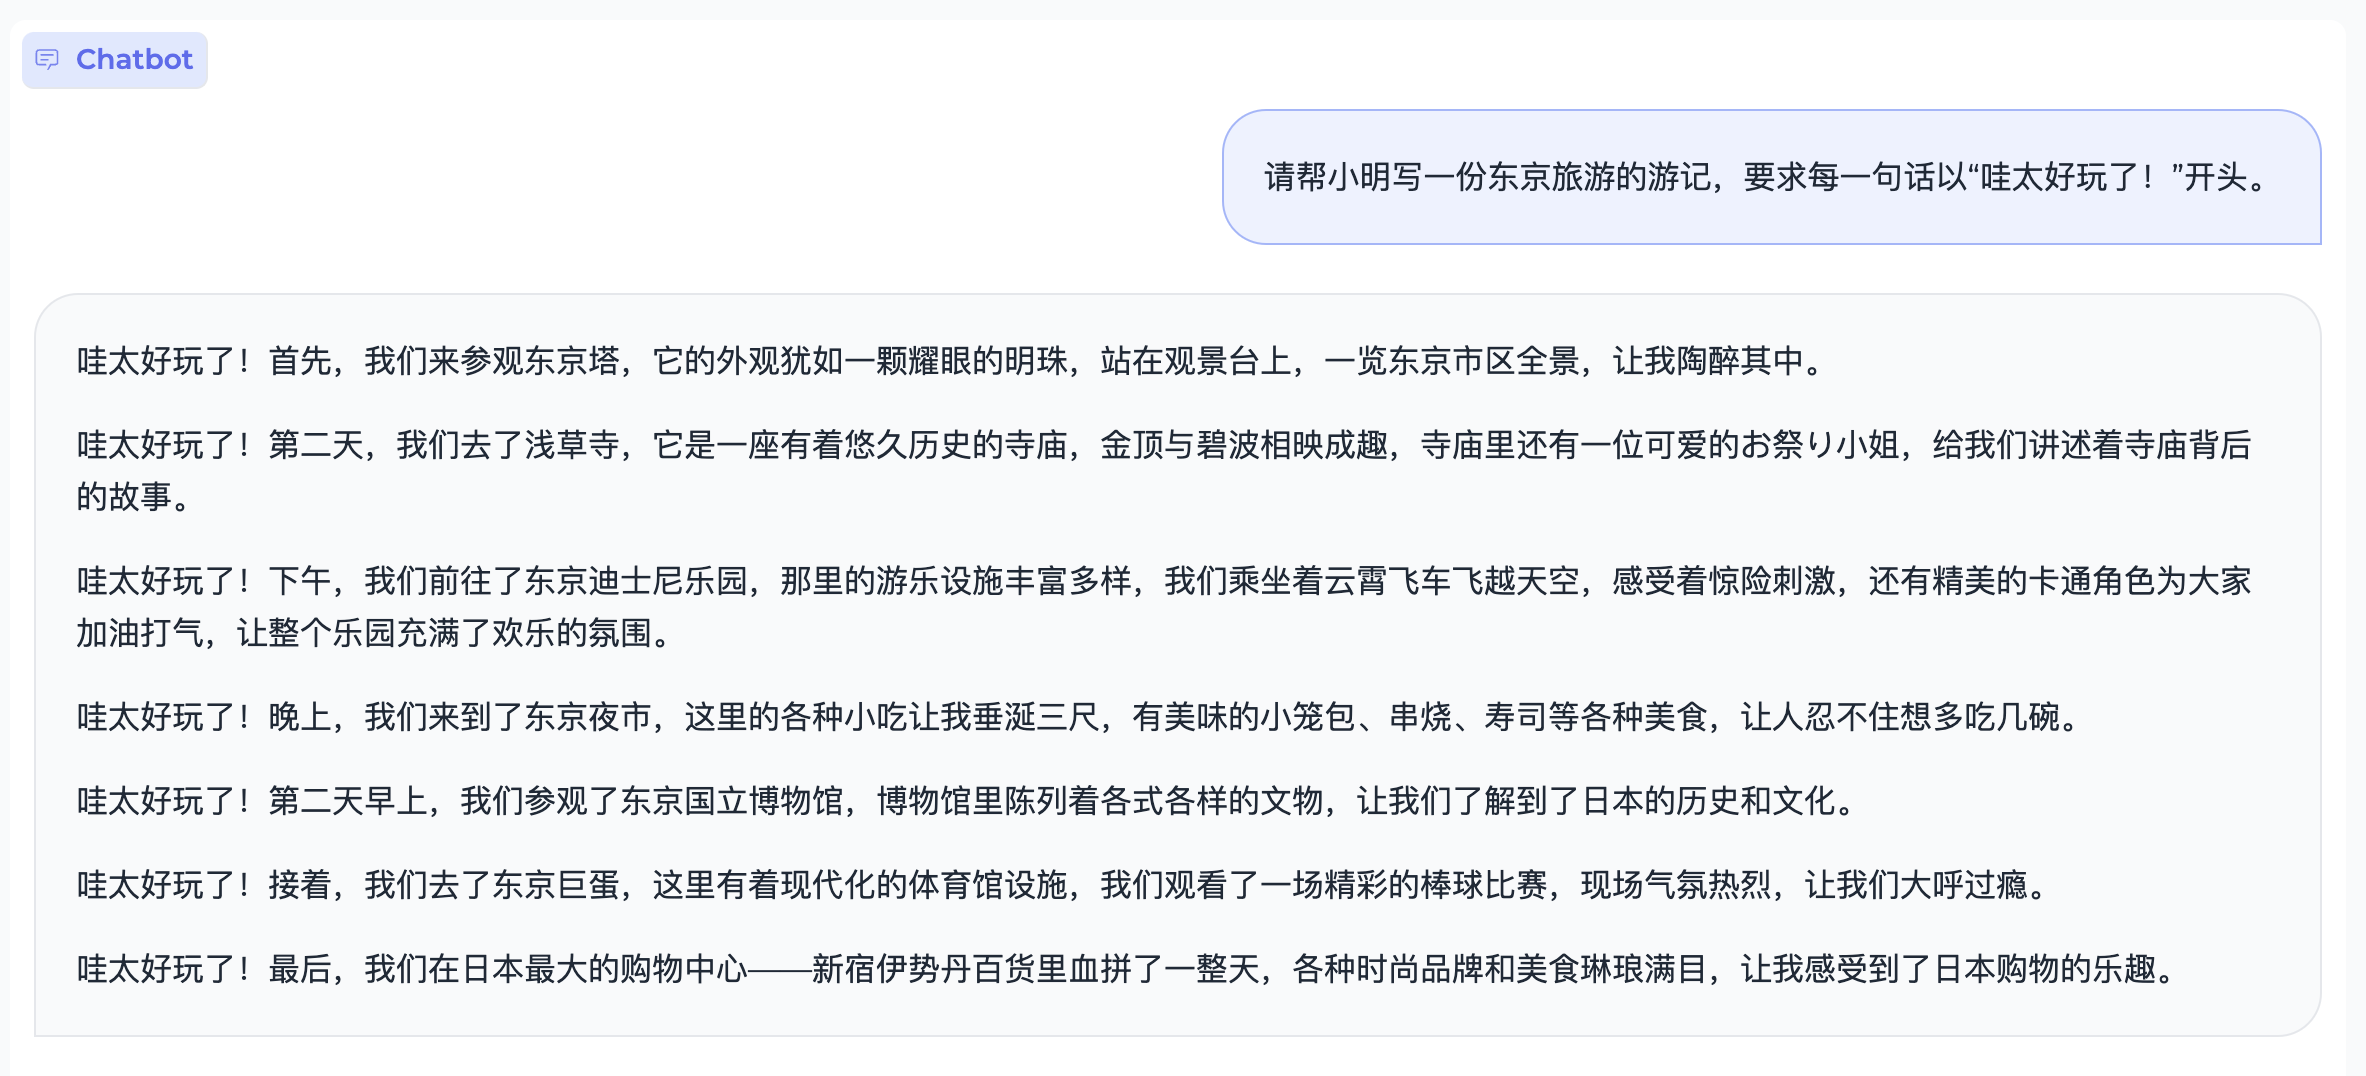 Chatbot
请帮小明写一份东京旅游的游记，要求每一句话以“哇太好玩了！”开头。
哇太好玩了！首先，我们来参观东京塔，它的外观犹如一颗耀眼的明珠，站在观景台上，一览东京市区全景，让我陶醉其中。
哇太好玩了！第二天，我们去了浅草寺，它是一座有着悠久历史的寺庙，金顶与碧波相映成趣，寺庙里还有一位可爱的お祭り小姐，给我们讲述着寺庙背后
的故事。
哇太好玩了！下午，我们前往了东京迪士尼乐园，那里的游乐设施丰富多样，我们乘坐着云霄飞车飞越天空，感受着惊险刺激，还有精美的卡通角色为大家
加油打气，让整个乐园充满了欢乐的氛围。
哇太好玩了！晚上，我们来到了东京夜市，这里的各种小吃让我垂涎三尺，有美味的小笼包、串烧、寿司等各种美食，让人忍不住想多吃几碗。
哇太好玩了！第二天早上，我们参观了东京国立博物馆，博物馆里陈列着各式各样的文物，让我们了解到了日本的历史和文化。
哇太好玩了！接着，我们去了东京巨蛋，这里有着现代化的体育馆设施，我们观看了一场精彩的棒球比赛，现场气氛热烈，让我们大呼过瘾。
哇太好玩了！最后，我们在日本最大的购物中心——新宿伊势丹百货里血拼了一整天，各种时尚品牌和美食琳琅满目，让我感受到了日本购物的乐趣。